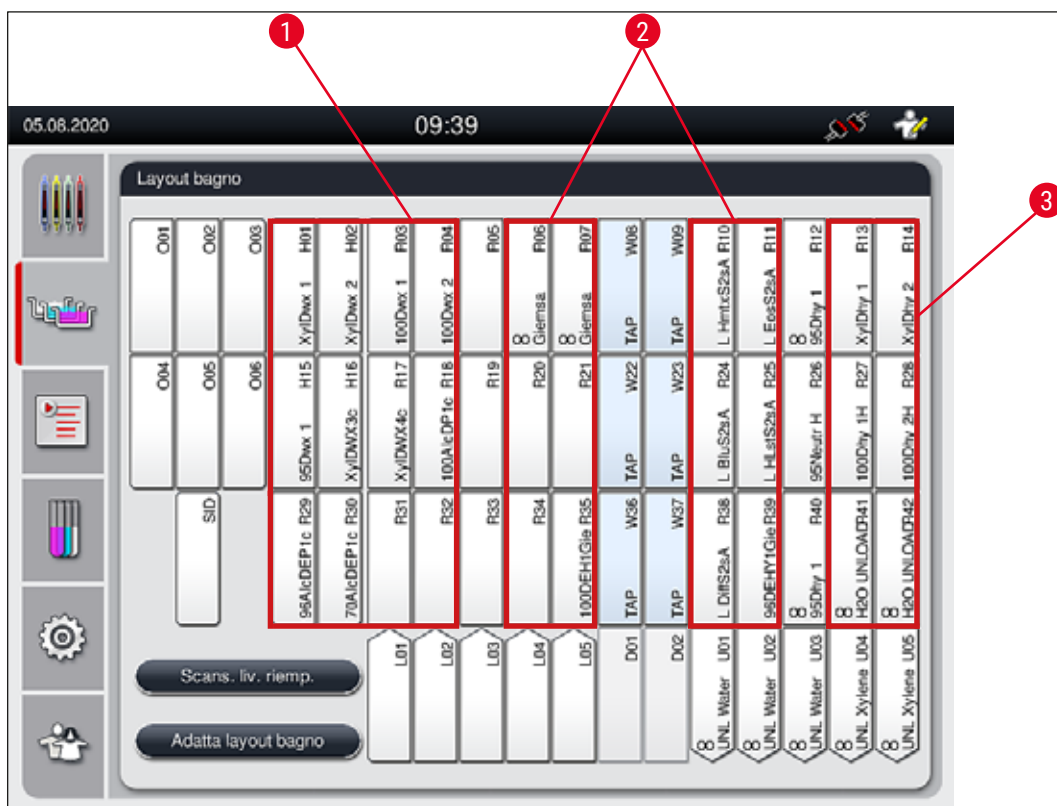 1
2
05.08.2020
09:39
3
Layout bagno
O01
O02
O03
XylDwx 1 H01
XylDwx 2 H02
100Dwx 1 R03
100Dwx 2 R04
R05
∞ Giemsa R06
∞ Giemsa R07
TAP W08
TAP W09
L HmtxS2sA R10
L EosS2sA R11
∞ 95Dhy 1 R12
XylDhy 1 R13
XylDhy 2 R14
O04
O05
O06
95Dwx 1 H15
XylDWX3c H16
XylDWX4c R17
100AlcDP1c R18
R19
R20
R21
TAP W22
TAP W23
L BluS2sA R24
L HLstS2sA R25
95Neutr H R26
100Dhy 1H R27
100Dhy 2H R28
SID
96AlcDEP1c R29
70AlcDEP1c R30
R31
R32
R33
R34
100DEH1Gie R35
TAP W36
TAP W37
L DiffS2sA R38
96DEHY1Gie R39
∞ 95Dhy 1 R40
∞ H2O UNLOAD R41
∞ H2O UNLOAD R42
L01
L02
L03
L04
L05
D01
D02
∞ UNL Water U01
∞ UNL Water U02
∞ UNL Water U03
∞ UNL Xylene U04
∞ UNL Xylene U05
Scans. liv. riemp.
Adatta layout bagno